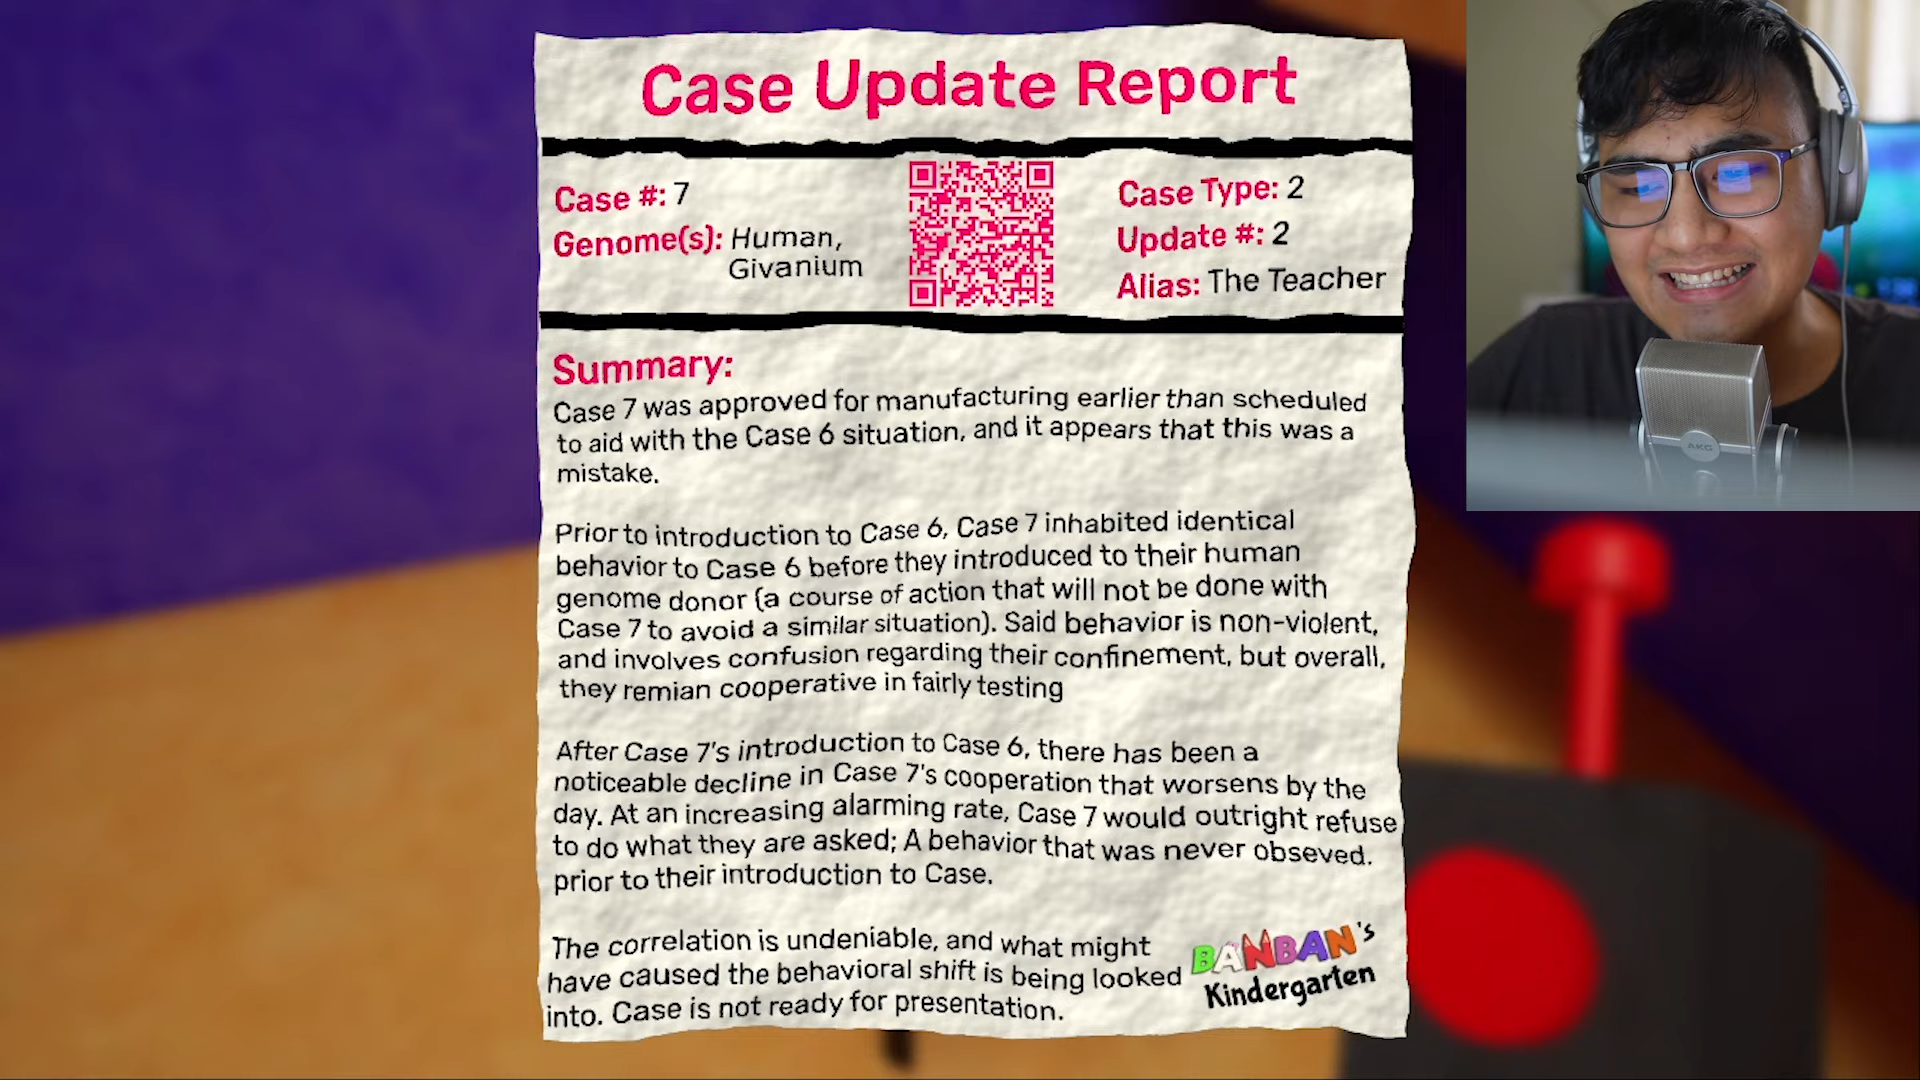 Case Update Report
Case #: 7
Genome(s): Human,
Givanium
Case Type: 2
Update #: 2
Alias: The Teacher
Summary:
Case 7 was approved for manufacturing earlier than scheduled
to aid with the Case 6 situation, and it appears that this was a
mistake.
Prior to introduction to Case 6, Case 7 inhabited identical
behavior to Case 6 before they introduced to their human
genome donor (a course of action that will not be done with
Case 7 to avoid a similar situation). Said behavior is non-violent,
and involves confusion regarding their confinement, but overall,
they remian cooperative in fairly testing
After Case 7's introduction to Case 6, there has been a
noticeable decline in Case 7's cooperation that worsens by the
day. At an increasing alarming rate, Case 7 would outright refuse
to do what they are asked; A behavior that was never obseved.
prior to their introduction to Case.
The correlation is undeniable, and what might
have caused the behavioral shift is being looked
into. Case is not ready for presentation.
BANBAN's
Kindergarten
AKG